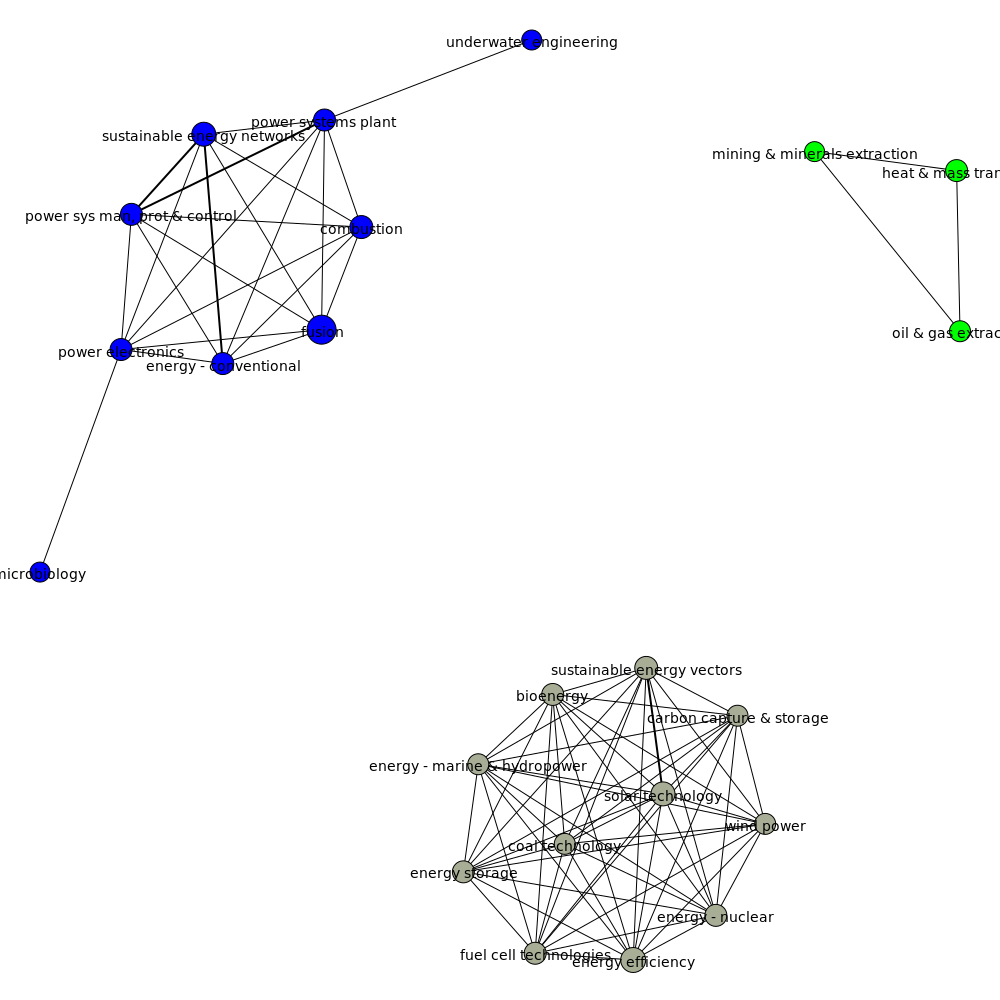 underwater engineering
power systems plant
sustainable energy networks
mining & minerals extraction
heat & mass tran
power sys man, prot & control
combustion
fusion
oil & gas extrac
power electronics
energy - conventional
microbiology
sustainable energy vectors
bioenergy
carbon capture & storage
energy - marine & hydropower
solar technology
wind power
coal technology
energy storage
energy - nuclear
fuel cell technologies
energy efficiency